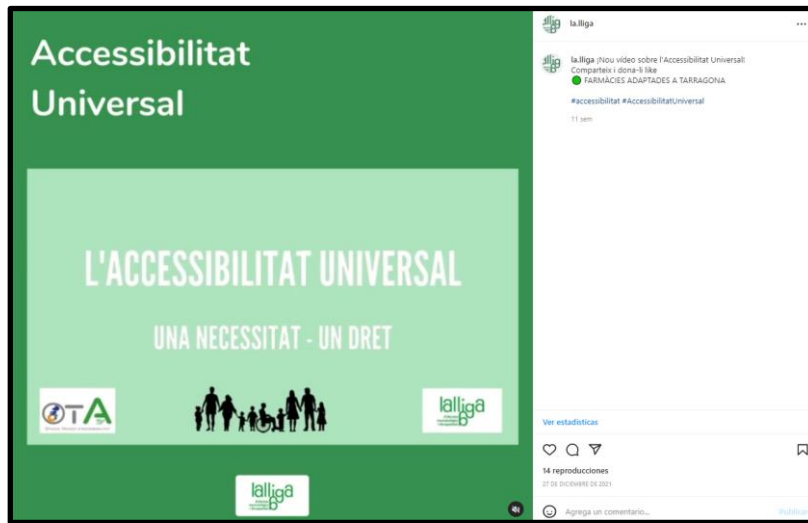 Accessibilitat
Universal
L'ACCESSIBILITAT UNIVERSAL
UNA NECESSITAT - UN DRET
OTA
lalliga
lalliga
la.lliga
la.lliga ¡Nou vídeo sobre l'Accessibilitat Universal!
Comparteix i dona-li like
FARMÀCIES ADAPTADES A TARRAGONA
#accessibilitat #AccessibilitatUniversal
11 sem
Ver estadísticas
14 reproducciones
27 DE DICIEMBRE DE 2021
Agrega un comentario...
Publicar